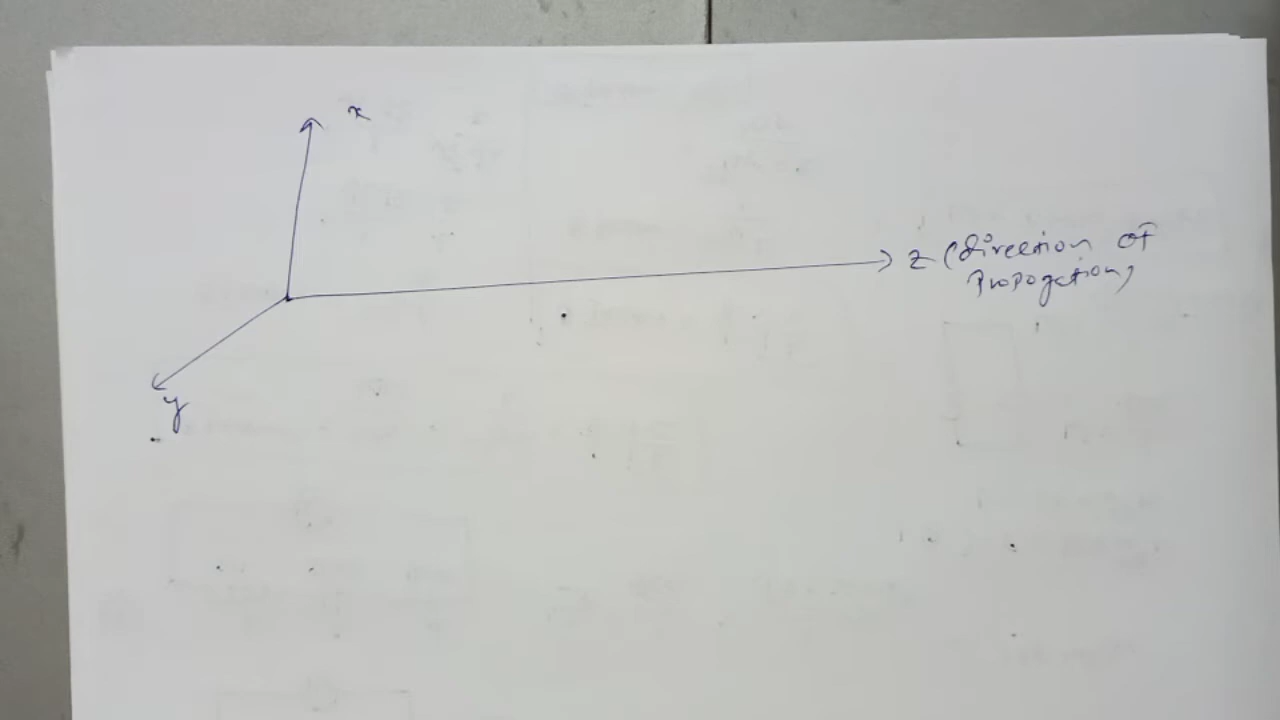 x
z (direction of
propogation)
y